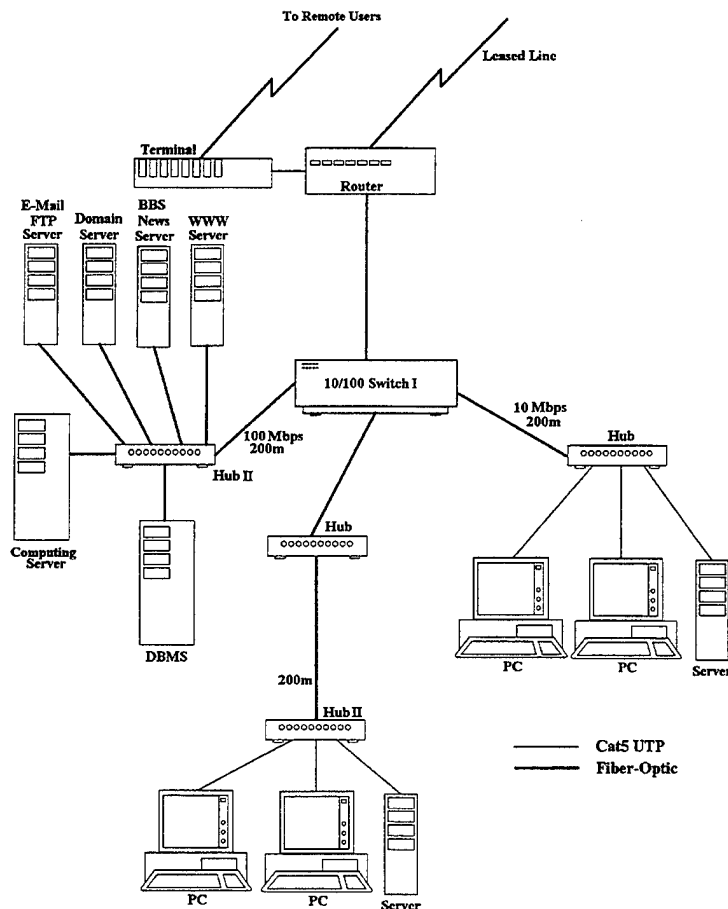 To Remote Users
Leased Line
Terminal
Router
E-Mail
FTP
Server
Domain
Server
BBS
News
Server
WWW
Server
10/100 Switch I
100 Mbps
200m
10 Mbps
200m
Hub
Hub II
Computing
Server
DBMS
Hub
PC
PC
Server
200m
Hub II
Cat5 UTP
Fiber-Optic
PC
PC
Server